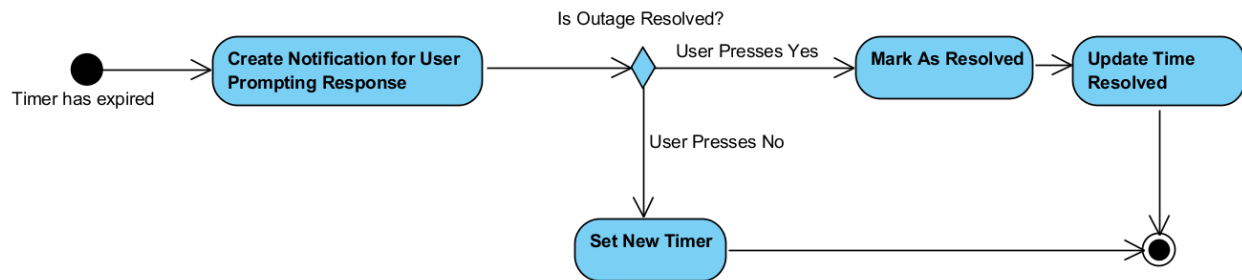 Is Outage Resolved?
Create Notification for User
Prompting Response
User Presses Yes
Mark As Resolved
Update Time
Resolved
Timer has expired
User Presses No
Set New Timer